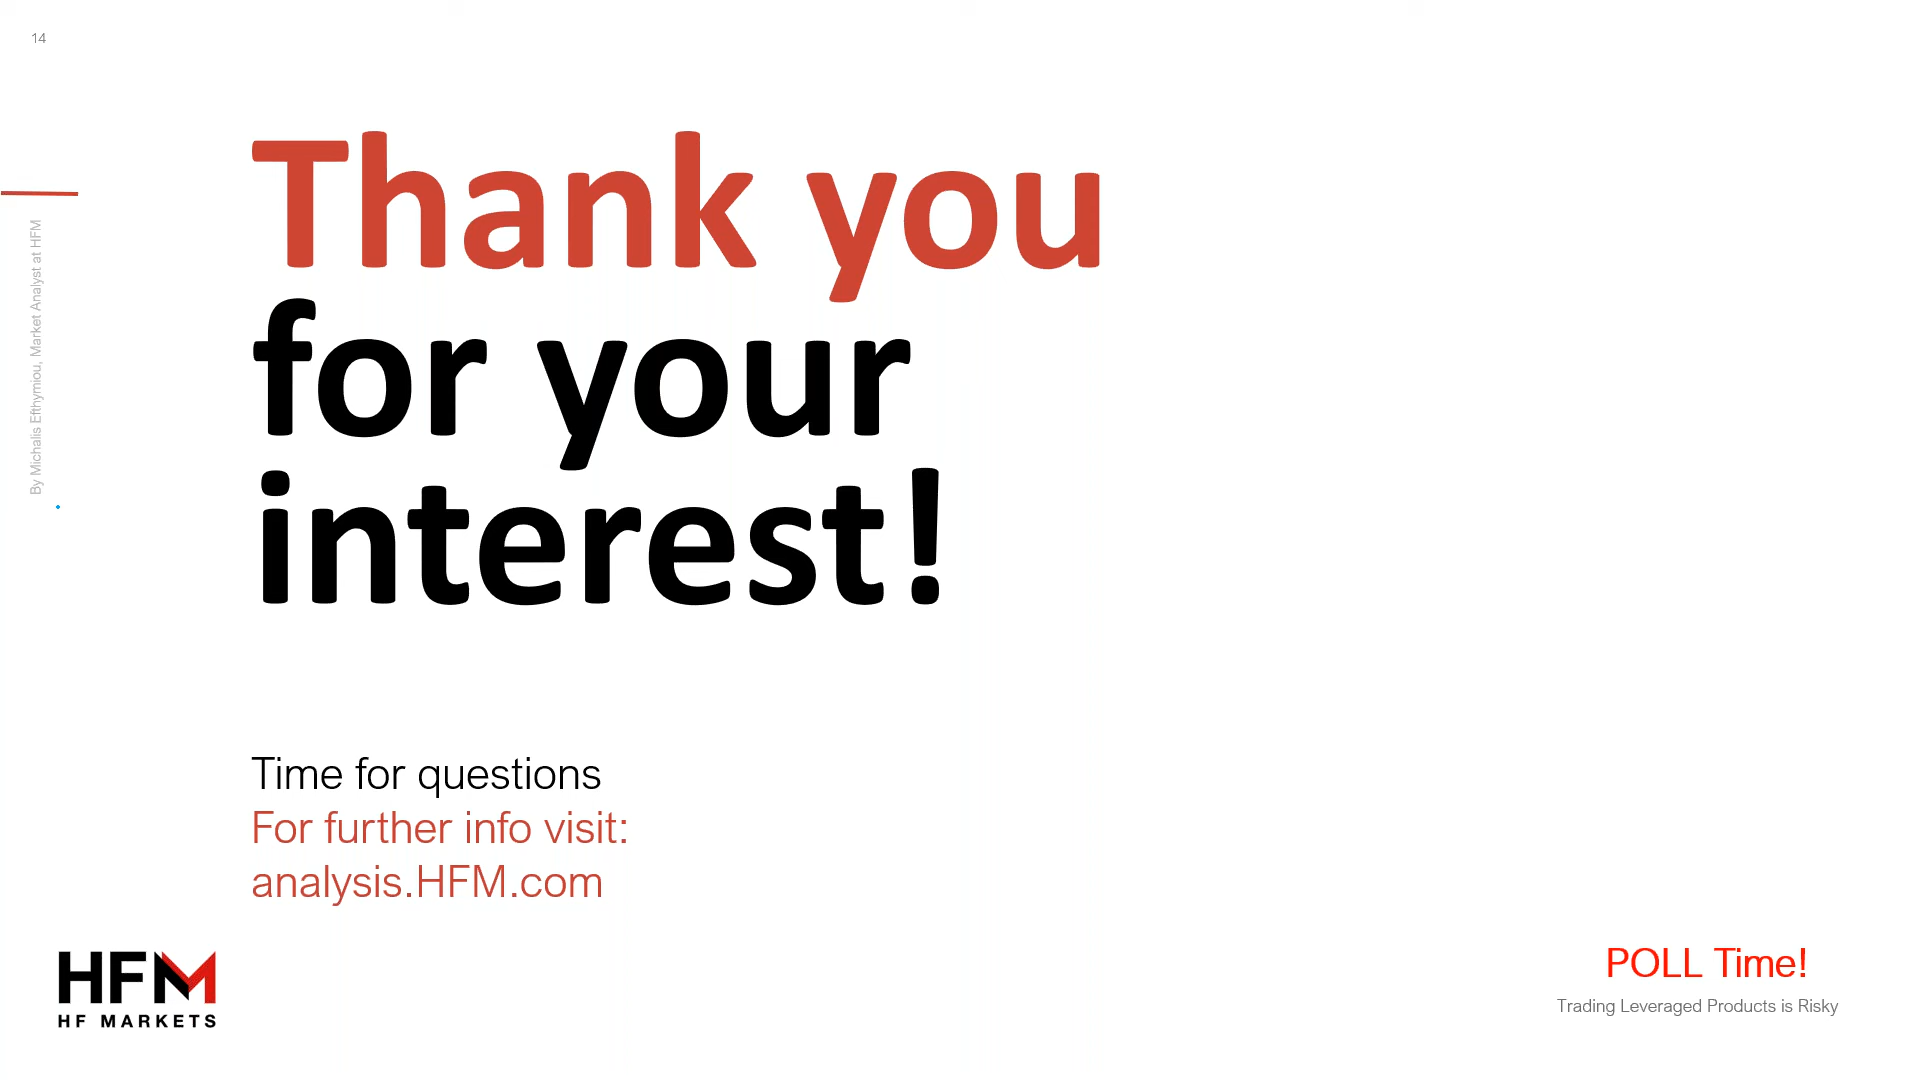 14
By Michalis Efthymiou, Market Analyst at HFM
Thank you
for your
interest!
Time for questions
For further info visit:
analysis.HFM.com
HFM
HF MARKETS
POLL Time!
Trading Leveraged Products is Risky